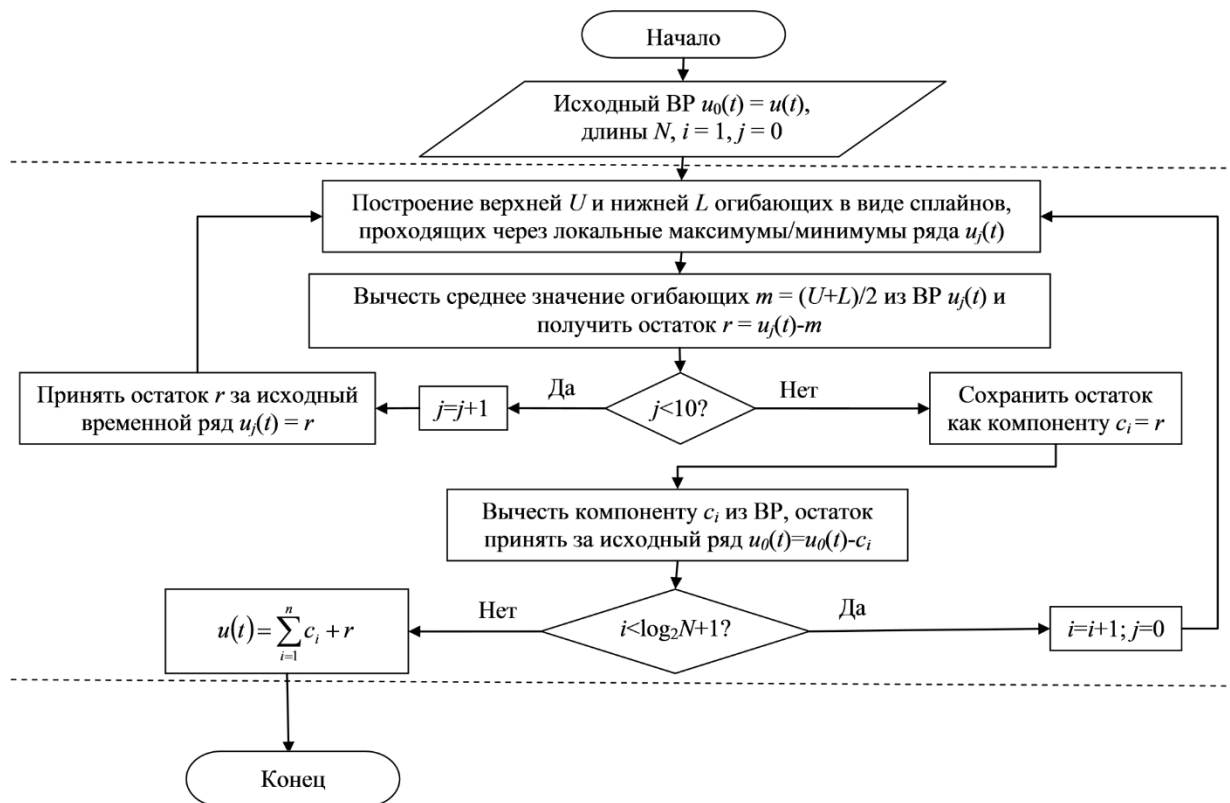 Начало
Исходный ВР u₀(t) = u(t),
длины N, i = 1, j = 0
Построение верхней U и нижней L огибающих в виде сплайнов,
проходящих через локальные максимумы/минимумы ряда uⱼ(t)
Вычесть среднее значение огибающих m = (U+L)/2 из ВР uⱼ(t) и
получить остаток r = uⱼ(t)-m
Принять остаток r за исходный
временной ряд uⱼ(t) = r
j=j+1
Да
j<10?
Нет
Сохранить остаток
как компоненту cᵢ = r
Вычесть компоненту cᵢ из ВР, остаток
принять за исходный ряд u₀(t)=u₀(t)-cᵢ
u(t)=∑ⁿᵢ₌₁ cᵢ + r
Нет
i<log₂N+1?
Да
i=i+1; j=0
Конец